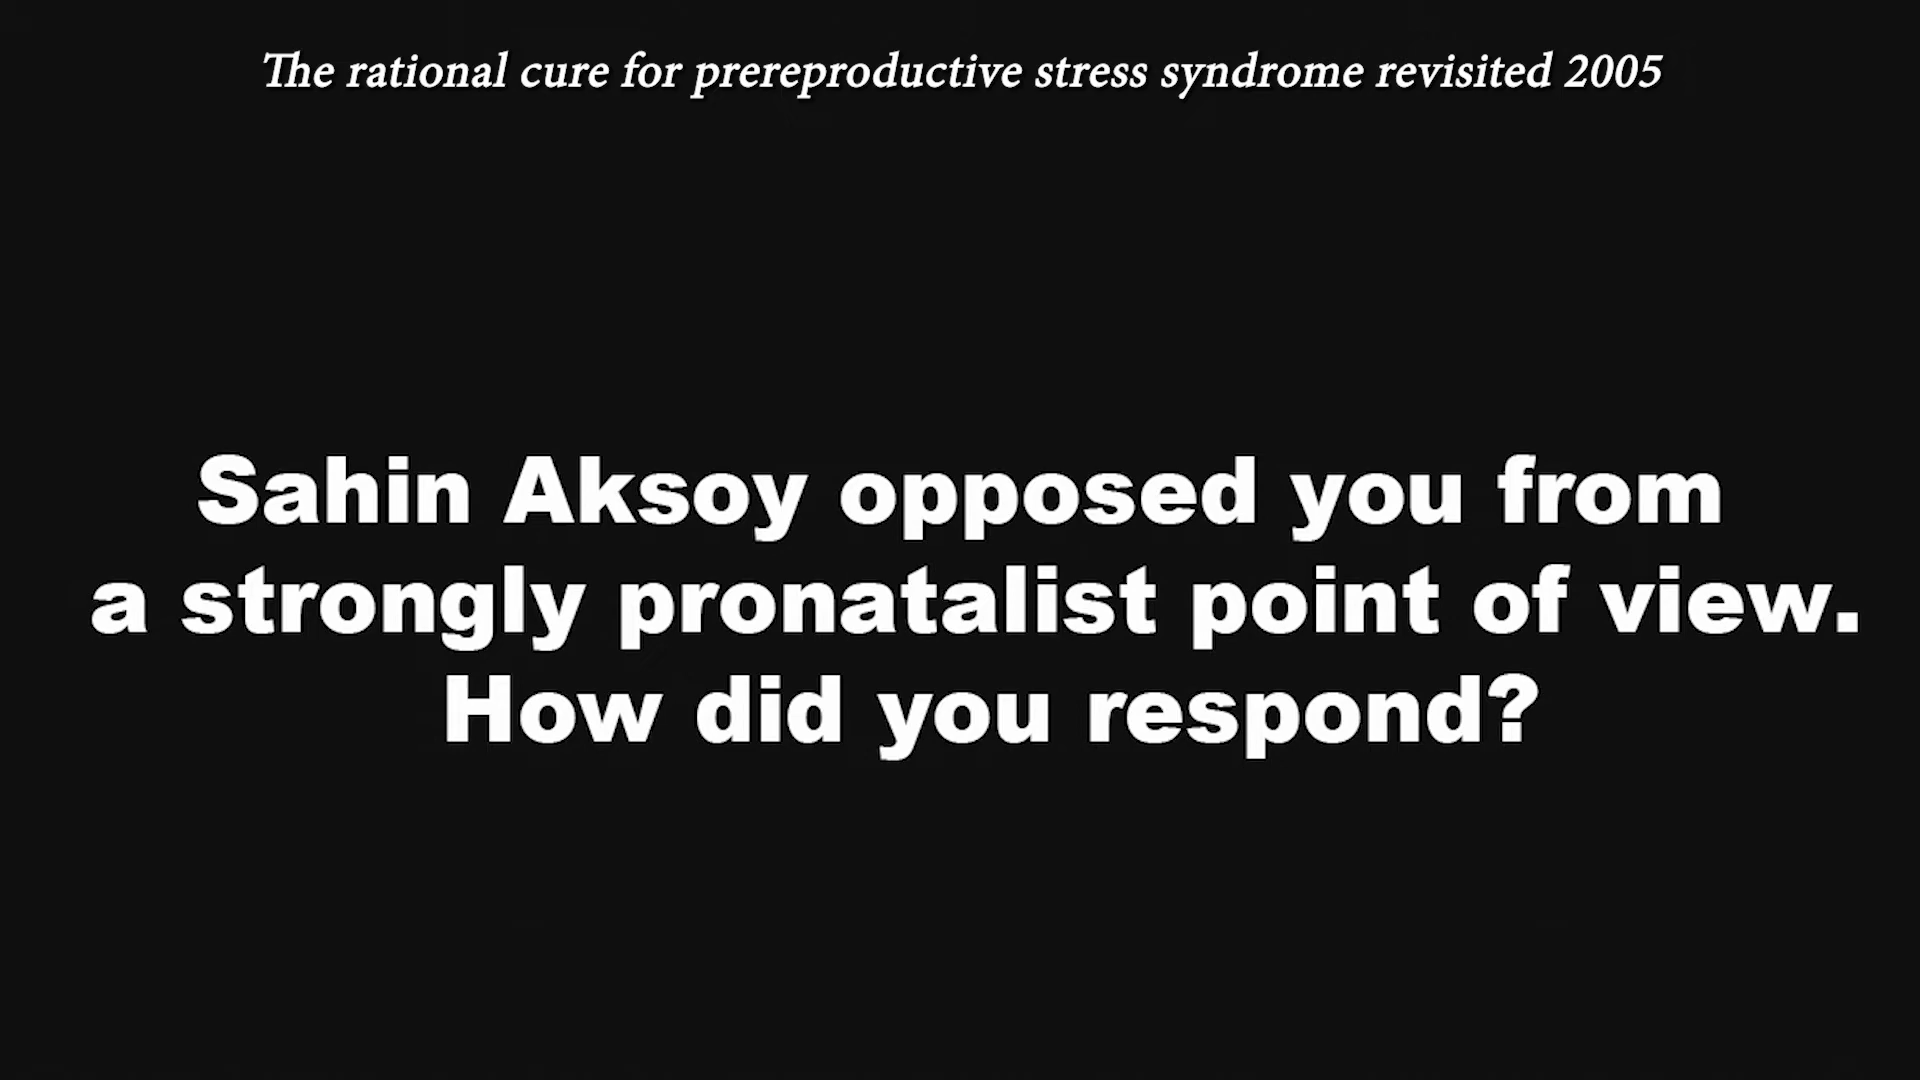 The rational cure for prereproductive stress syndrome revisited 2005
Sahin Aksoy opposed you from
a strongly pronatalist point of view.
How did you respond?